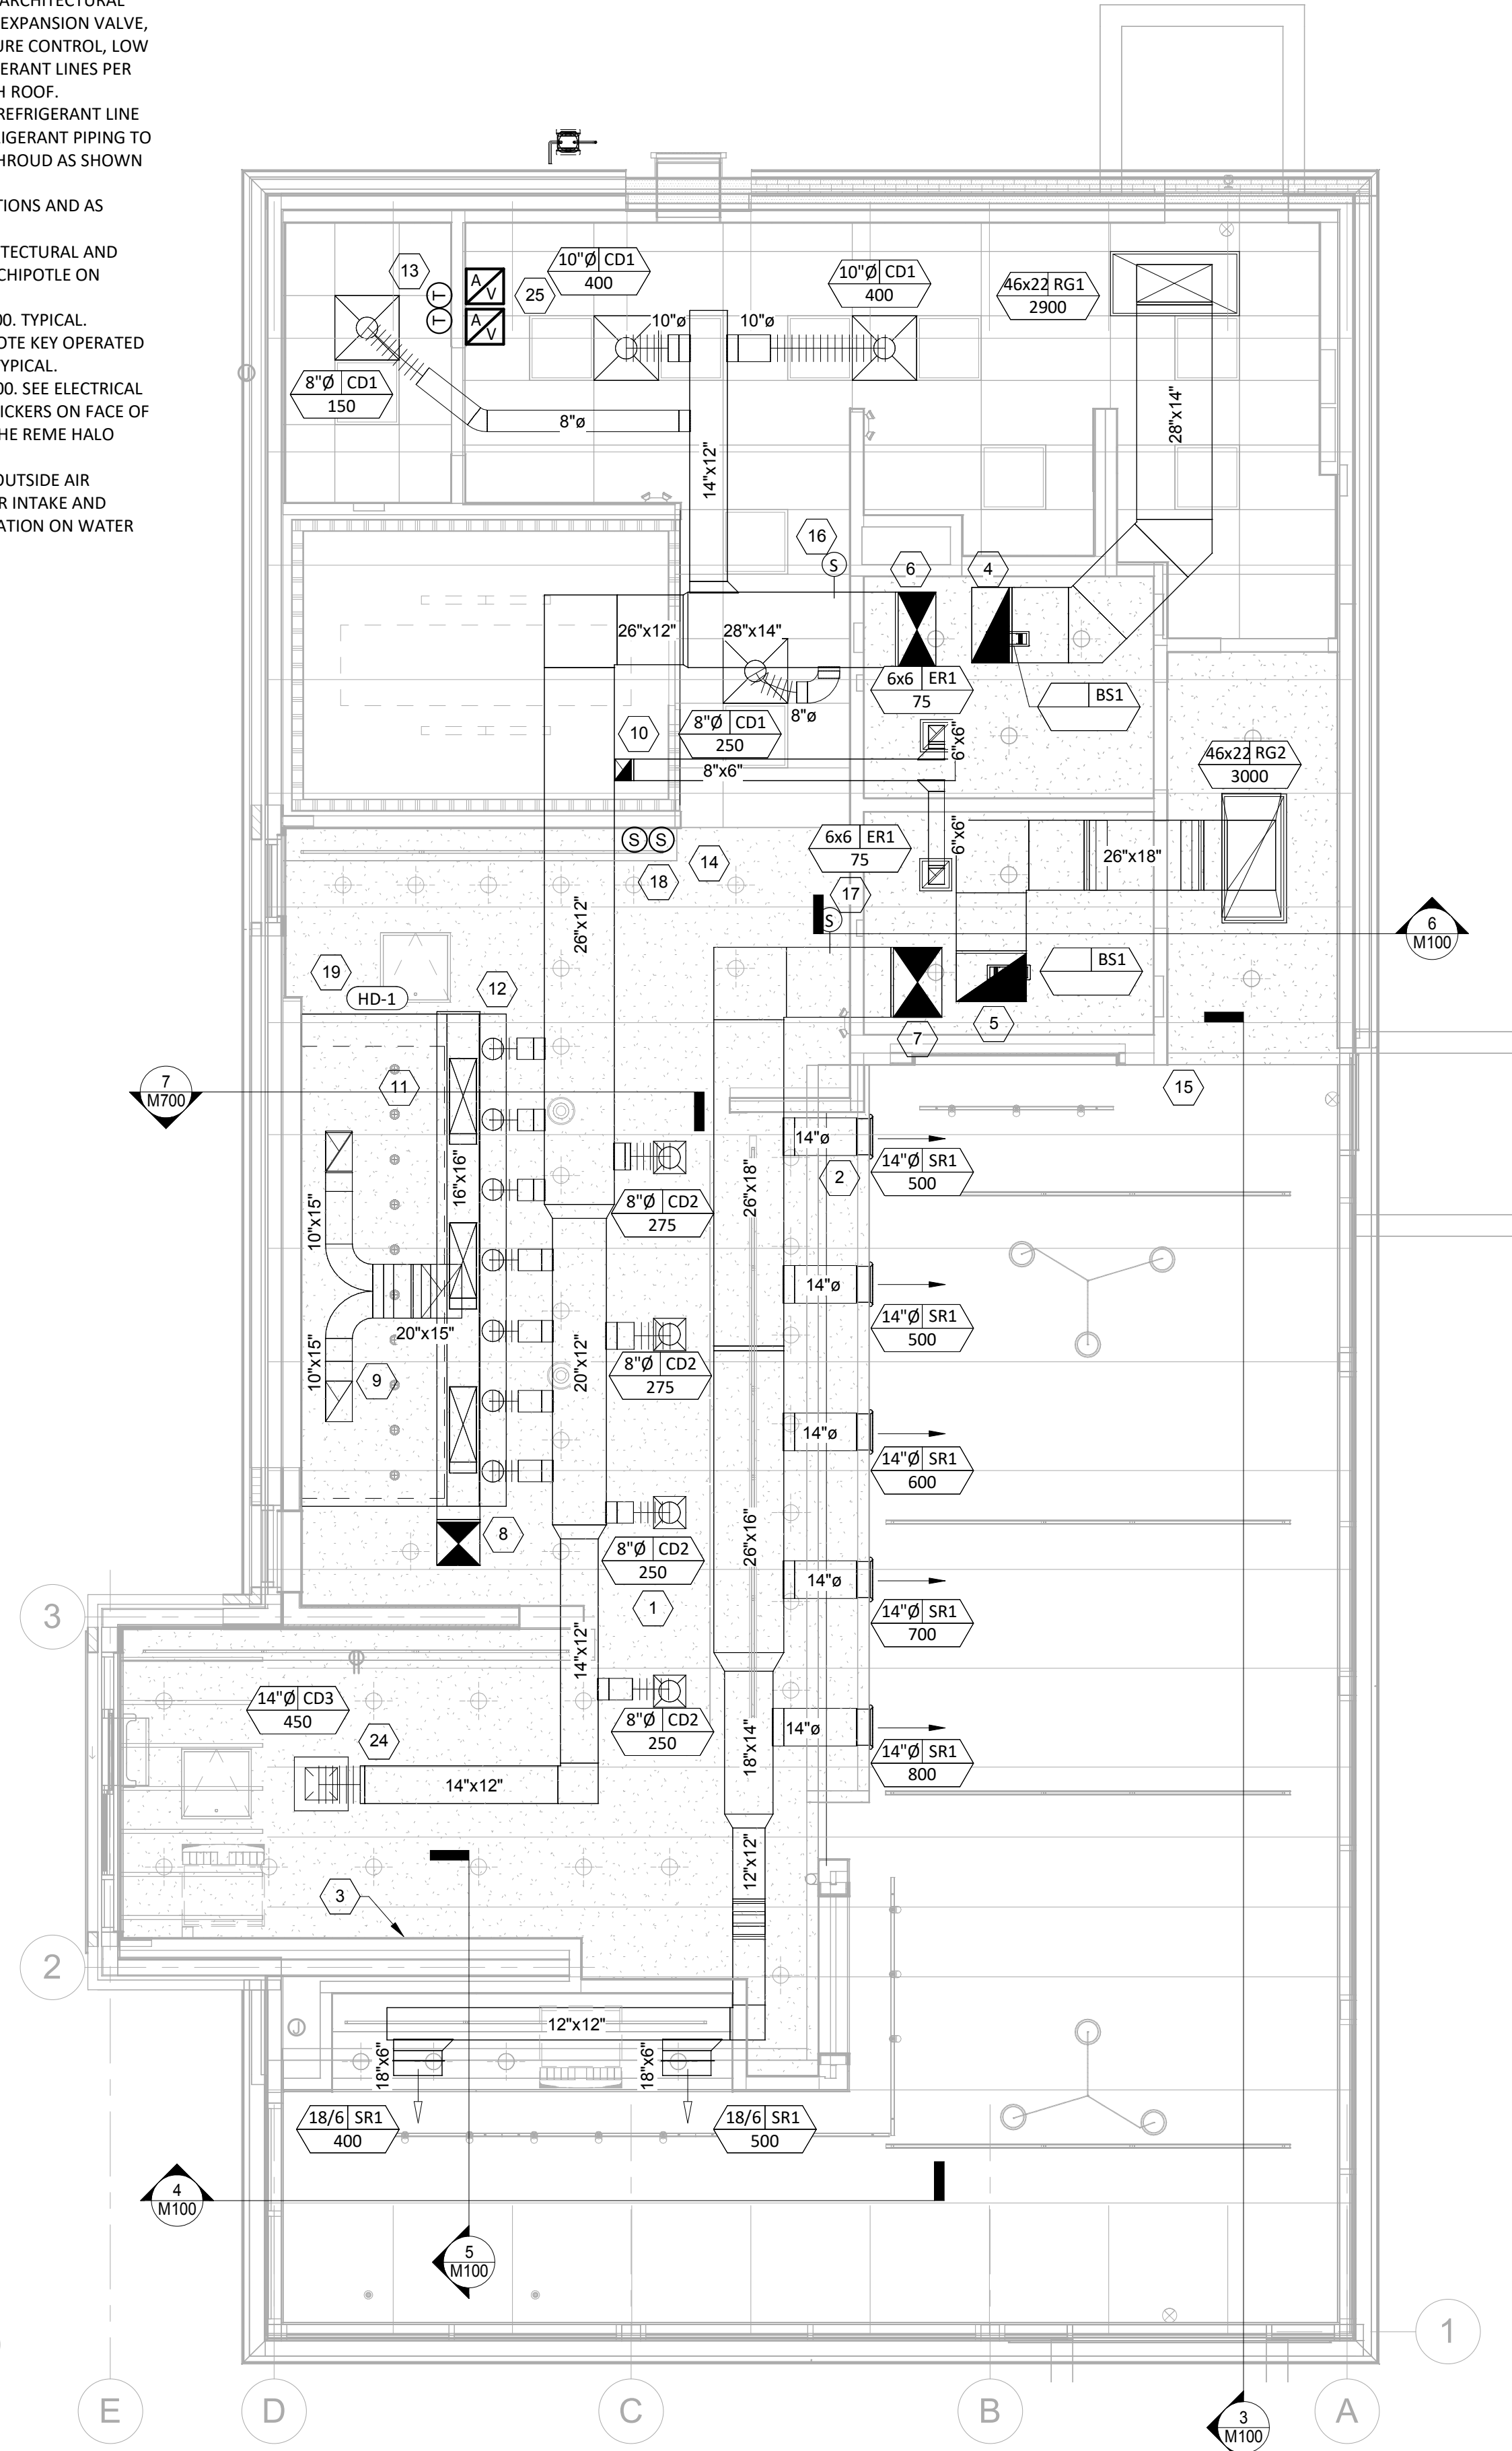 ARCHITECTURAL
EXPANSION VALVE,
URE CONTROL, LOW
ERANT LINES PER
H ROOF.
REFRIGERANT LINE
RIGERANT PIPING TO
HROUD AS SHOWN
TIONS AND AS
ITECTURAL AND
CHIPOTLE ON
00. TYPICAL.
OTE KEY OPERATED
TYPICAL.
00. SEE ELECTRICAL
ICKERS ON FACE OF
HE REME HALO
OUTSIDE AIR
R INTAKE AND
ATION ON WATER
13
T
T
A V
A V
25
10"Ø CD1
400
10"Ø CD1
400
46x22 RG1
2900
10"ø
10"ø
8"Ø CD1
150
8"ø
28"x14"
14"x12"
16
S
6
4
26"x12"
28"x14"
6x6 ER1
75
BS1
8"ø
10
8"Ø CD1
250
6"x6"
46x22 RG2
3000
8"x6"
S S
18
14
6x6 ER1
75
6"x6"
26"x18"
17
S
6
M100
26"x12"
19
HD-1
12
BS1
7
5
11
7
M700
15
14"ø
2
14"Ø SR1
500
16"x16"
26"x18"
8"Ø CD2
275
10"x15"
14"ø
14"Ø SR1
500
20"x15"
20"x12"
8"Ø CD2
275
10"x15"
9
14"ø
14"Ø SR1
600
8
8"Ø CD2
250
26"x16"
14"ø
14"Ø SR1
700
3
1
14"x12"
14"Ø CD3
450
24
8"Ø CD2
250
18"x14"
14"ø
14"Ø SR1
800
14"x12"
12"x12"
3
2
J
12"x12"
18"x6"
18"x6"
18/6 SR1
400
18/6 SR1
500
4
M100
5
M100
1
E
D
C
B
3
M100
A